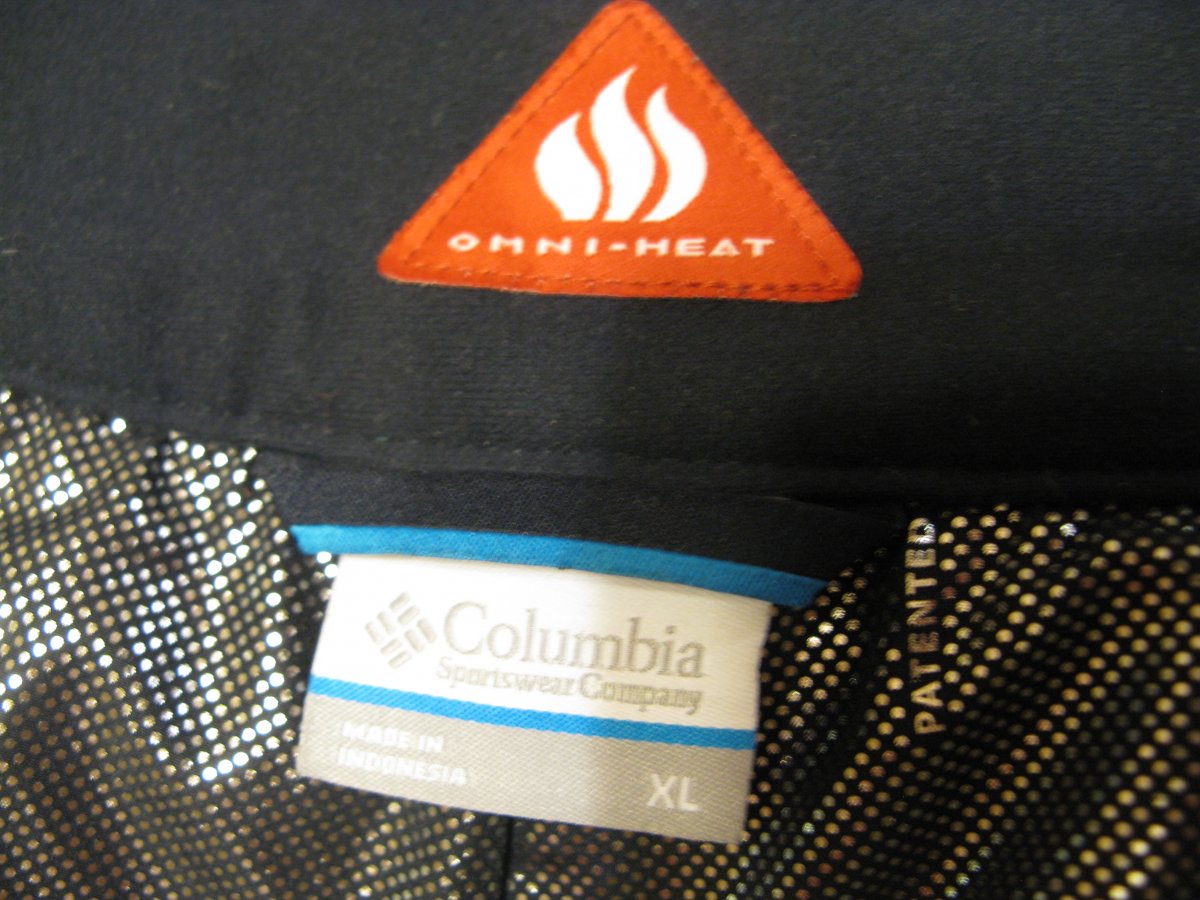 OMNI-HEAT
Columbia
Sportswear Company
MADE IN
INDONESIA
XL
PATENTED